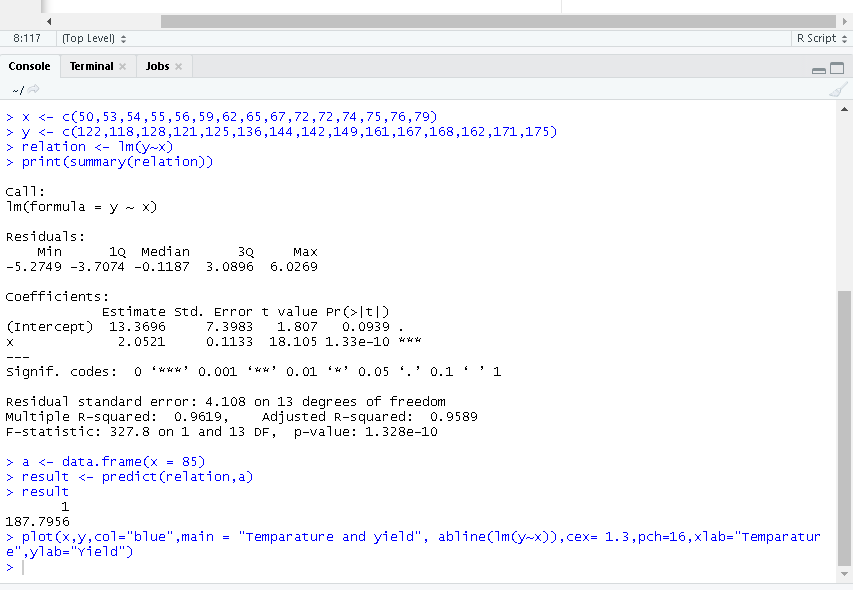 8:117 (Top Level) R Script
Console Terminal Jobs
~/
> x <- c(50,53,54,55,56,59,62,65,67,72,72,74,75,76,79)
> y <- c(122,118,128,121,125,136,144,142,149,161,167,168,162,171,175)
> relation <- lm(y~x)
> print(summary(relation))
Call:
lm(formula = y ~ x)
Residuals:
    Min      1Q  Median      3Q     Max
-5.2749 -3.7074 -0.1187  3.0896  6.0269
Coefficients:
            Estimate Std. Error t value Pr(>|t|)
(Intercept)  13.3696     7.3983   1.807   0.0939 .
x             2.0521     0.1133  18.105 1.33e-10 ***
---
Signif. codes:  0 ‘***’ 0.001 ‘**’ 0.01 ‘*’ 0.05 ‘.’ 0.1 ‘ ’ 1
Residual standard error: 4.108 on 13 degrees of freedom
Multiple R-squared:  0.9619,    Adjusted R-squared:  0.9589
F-statistic: 327.8 on 1 and 13 DF,  p-value: 1.328e-10
> a <- data.frame(x = 85)
> result <- predict(relation,a)
> result
       1
187.7956
> plot(x,y,col="blue",main = "Temparature and yield", abline(lm(y~x)),cex= 1.3,pch=16,xlab="Temparatur
e",ylab="Yield")
>